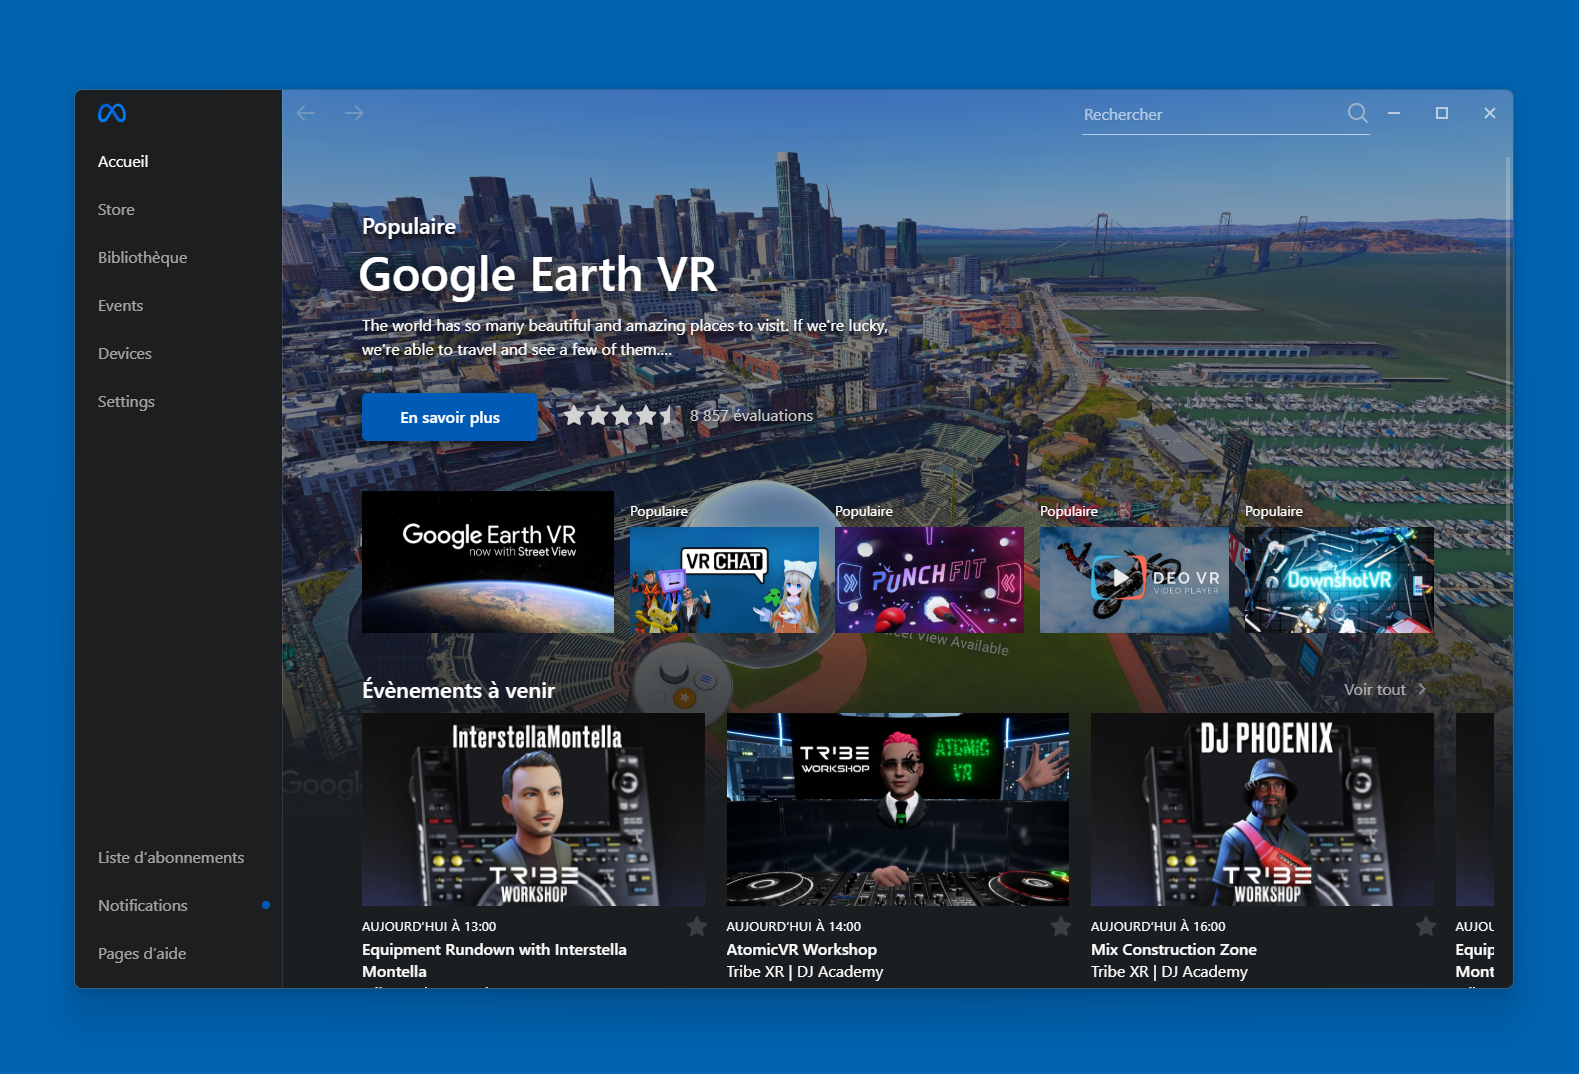 Rechercher
Accueil
Store
Bibliothèque
Events
Devices
Settings
Liste d'abonnements
Notifications
Pages d'aide
Populaire
Google Earth VR
The world has so many beautiful and amazing places to visit. If we're lucky,
we're able to travel and see a few of them....
En savoir plus
8 857 évaluations
Google Earth VR
now with Street View
Populaire
VR CHAT
Populaire
PUNCH FIT
Populaire
DEO VR
VIDEO PLAYER
Populaire
DownshotVR
View Available
Évènements à venir
Voir tout
Google
InterstellaMontella
TRIBE
WORKSHOP
AUJOURD'HUI À 13:00
Equipment Rundown with Interstella
Montella
TRIBE
WORKSHOP
ATOMIC
VR
AUJOURD'HUI À 14:00
AtomicVR Workshop
Tribe XR | DJ Academy
DJ PHOENIX
TRIBE
WORKSHOP
AUJOURD'HUI À 16:00
Mix Construction Zone
Tribe XR | DJ Academy
AUJOU
Equip
Mont